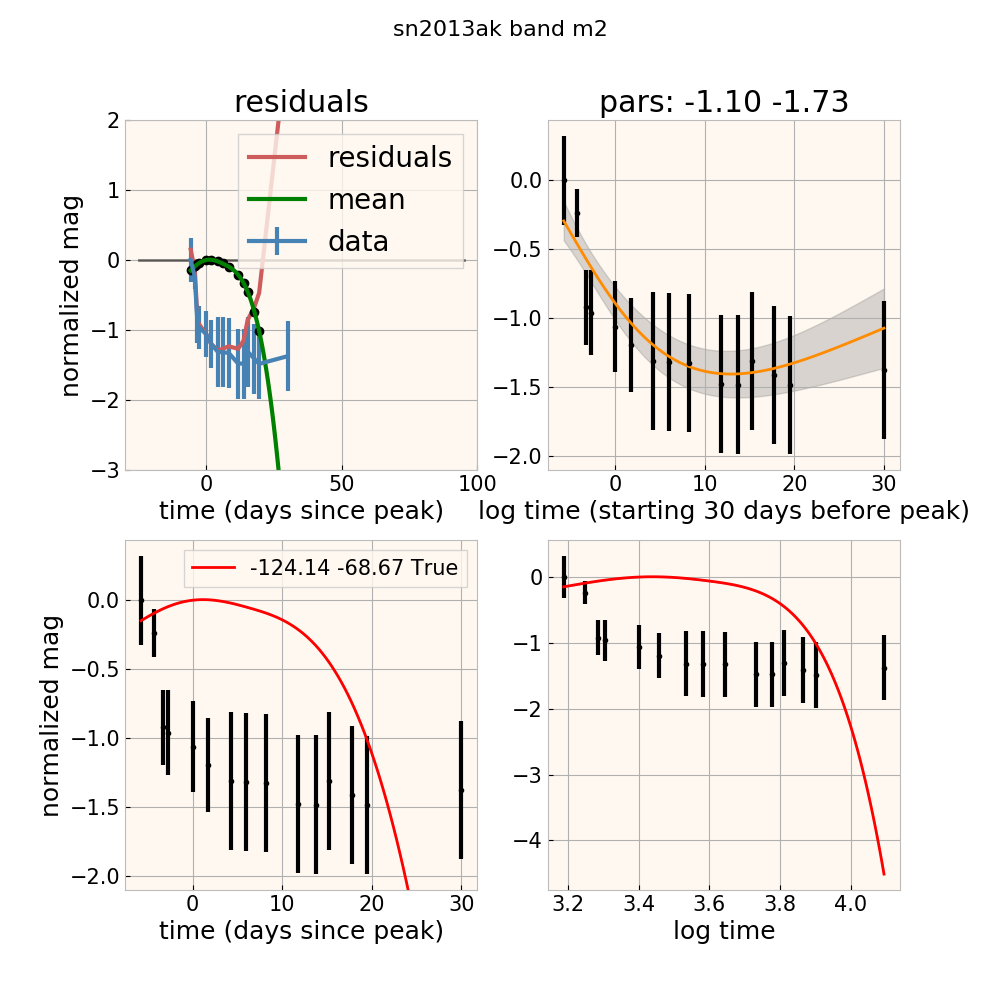 sn2013ak band m2
residuals
pars: -1.10 -1.73
normalized mag
2
1
0
−1
−2
−3
residuals
mean
data
0
50
100
time (days since peak)
0.0
−0.5
−1.0
−1.5
−2.0
0
10
20
30
log time (starting 30 days before peak)
normalized mag
0.0
−0.5
−1.0
−1.5
−2.0
-124.14 -68.67 True
0
10
20
30
time (days since peak)
0
−1
−2
−3
−4
3.2
3.4
3.6
3.8
4.0
log time